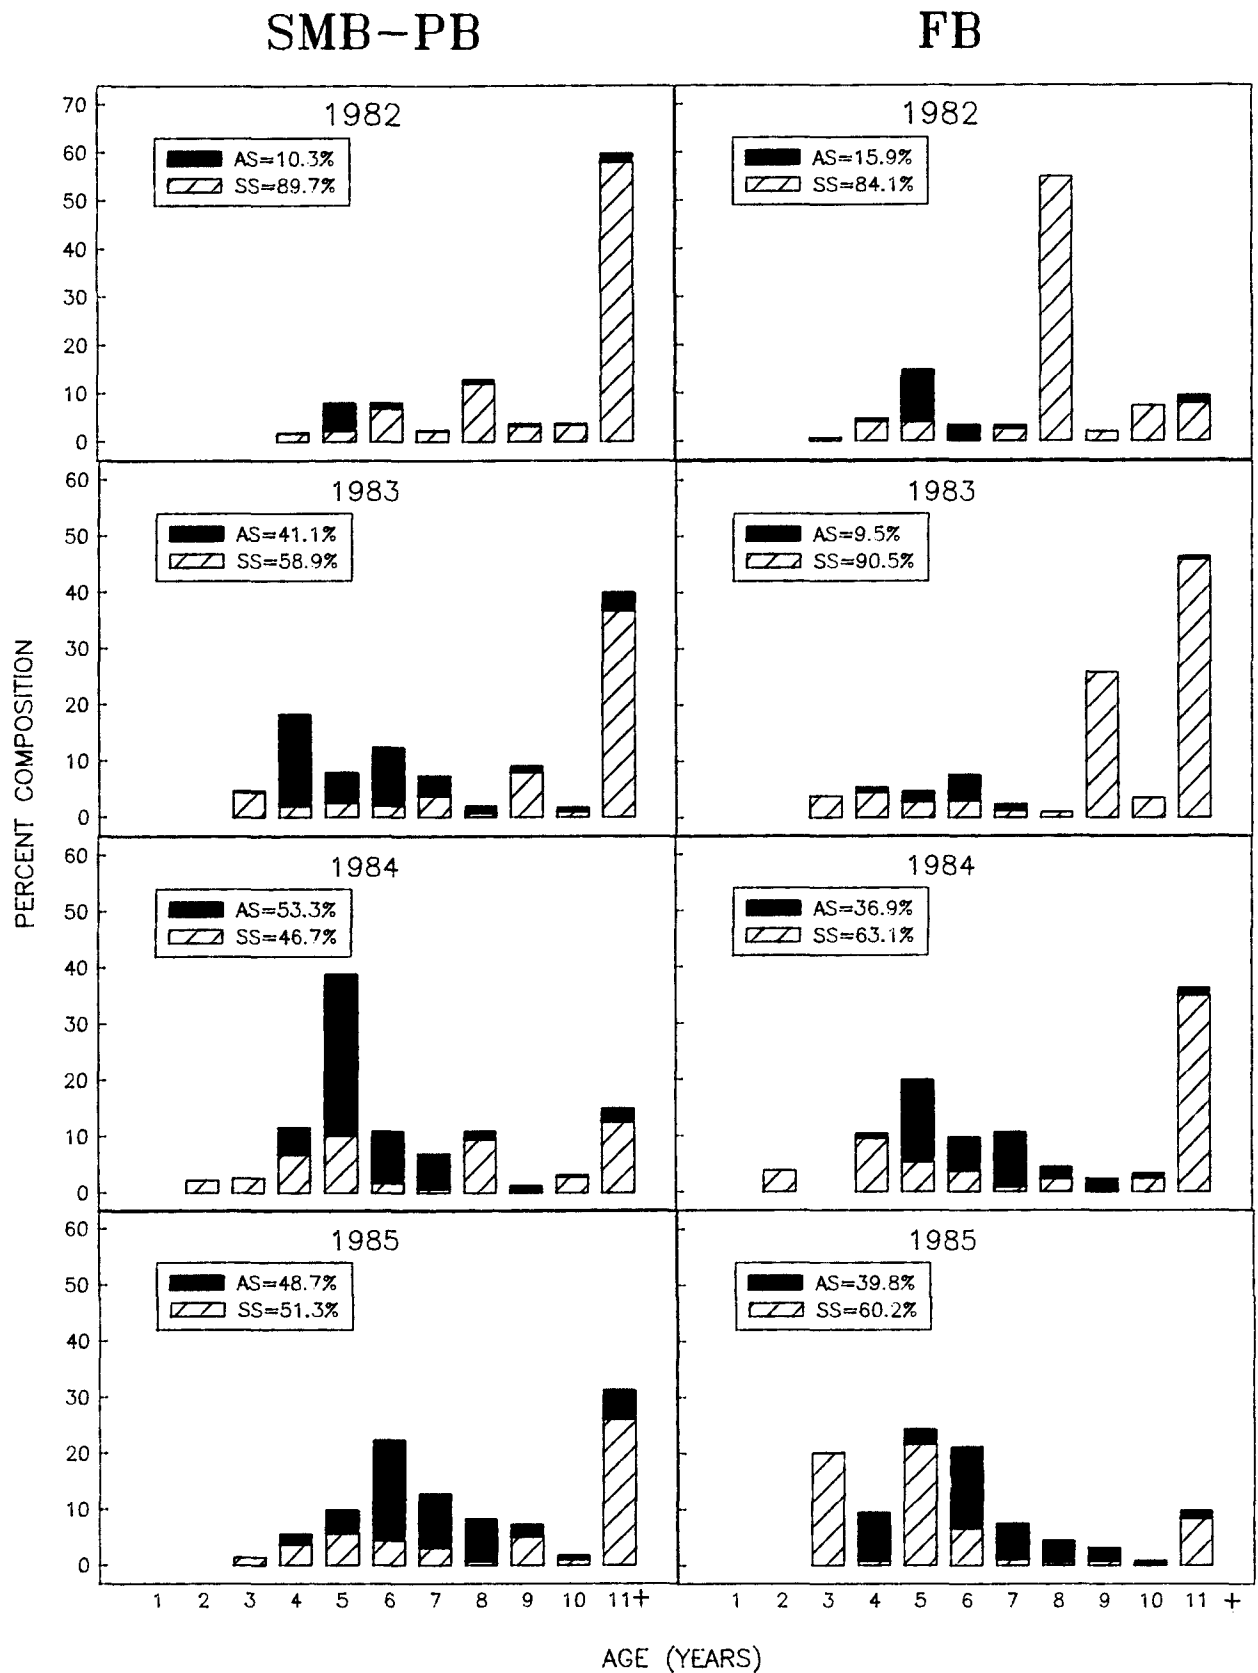 SMB-PB FB
1982
AS=10.3%
SS=89.7%
70
60
50
40
30
20
10
0
1982
AS=15.9%
SS=84.1%
1983
AS=41.1%
SS=58.9%
60
50
40
30
20
10
0
1983
AS=9.5%
SS=90.5%
PERCENT COMPOSITION
1984
AS=53.3%
SS=46.7%
60
50
40
30
20
10
0
1984
AS=36.9%
SS=63.1%
1985
AS=48.7%
SS=51.3%
60
50
40
30
20
10
0
1985
AS=39.8%
SS=60.2%
1 2 3 4 5 6 7 8 9 10 11+
1 2 3 4 5 6 7 8 9 10 11 +
AGE (YEARS)